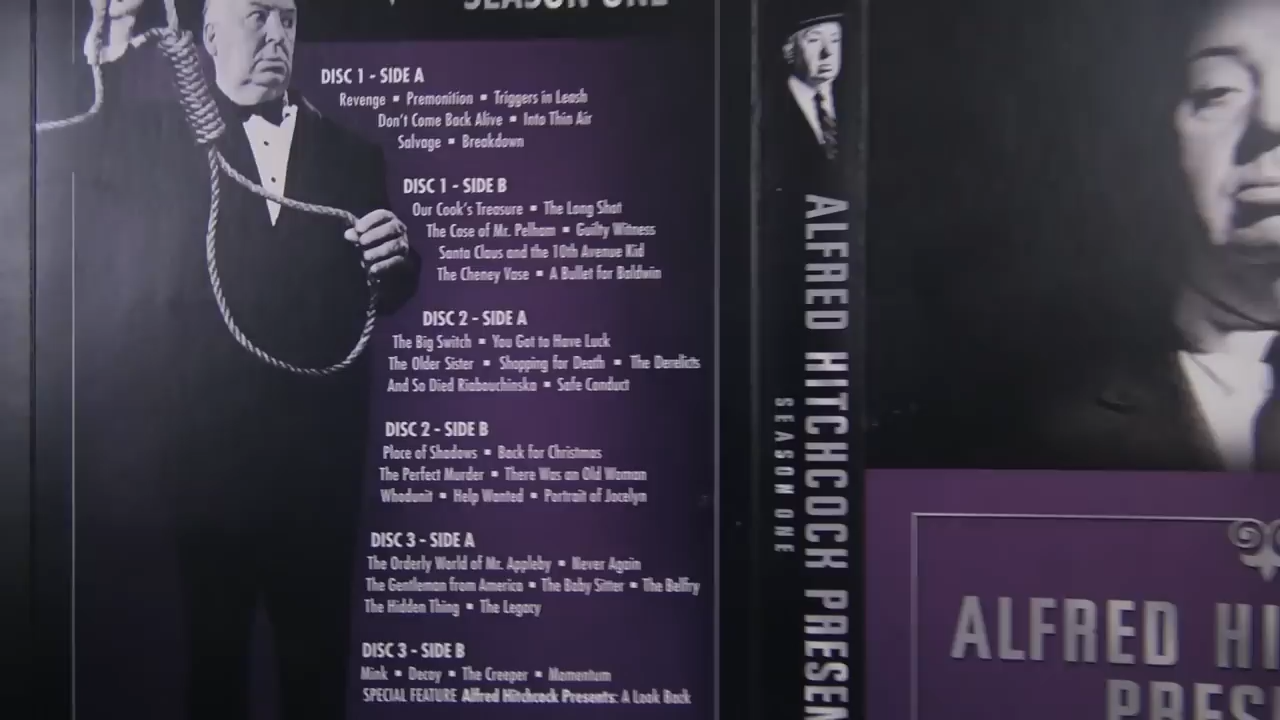 SEASON ONE
DISC 1 - SIDE A
Revenge ▪ Premonition ▪ Triggers in Leash
Don't Come Back Alive ▪ Into Thin Air
Salvage ▪ Breakdown
DISC 1 - SIDE B
Our Cook's Treasure ▪ The Long Shot
The Case of Mr. Pelham ▪ Guilty Witness
Santa Claus and the 10th Avenue Kid
The Cheney Vase ▪ A Bullet for Baldwin
DISC 2 - SIDE A
The Big Switch ▪ You Got to Have Luck
The Older Sister ▪ Shopping for Death ▪ The Derelicts
And So Died Riabouchinska ▪ Safe Conduct
DISC 2 - SIDE B
Place of Shadows ▪ Back for Christmas
The Perfect Murder ▪ There Was an Old Woman
Whodunit ▪ Help Wanted ▪ Portrait of Jocelyn
DISC 3 - SIDE A
The Orderly World of Mr. Appleby ▪ Never Again
The Gentleman from America ▪ The Baby Sitter ▪ The Belfry
The Hidden Thing ▪ The Legacy
DISC 3 - SIDE B
Mink ▪ Decoy ▪ The Creeper ▪ Momentum
SPECIAL FEATURE Alfred Hitchcock Presents: A Look Back
ALFRED HITCHCOCK PRESEN
SEASON ONE
ALFRED HI
PRES